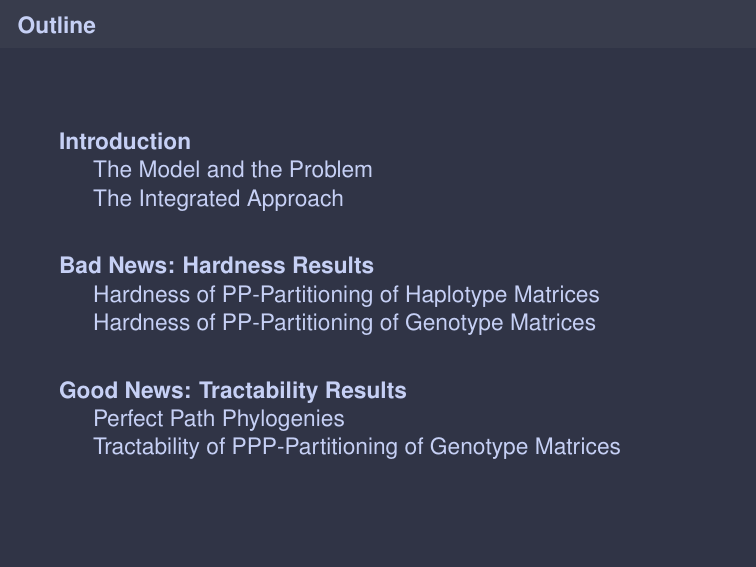 Outline
Introduction
The Model and the Problem
The Integrated Approach
Bad News: Hardness Results
Hardness of PP-Partitioning of Haplotype Matrices
Hardness of PP-Partitioning of Genotype Matrices
Good News: Tractability Results
Perfect Path Phylogenies
Tractability of PPP-Partitioning of Genotype Matrices